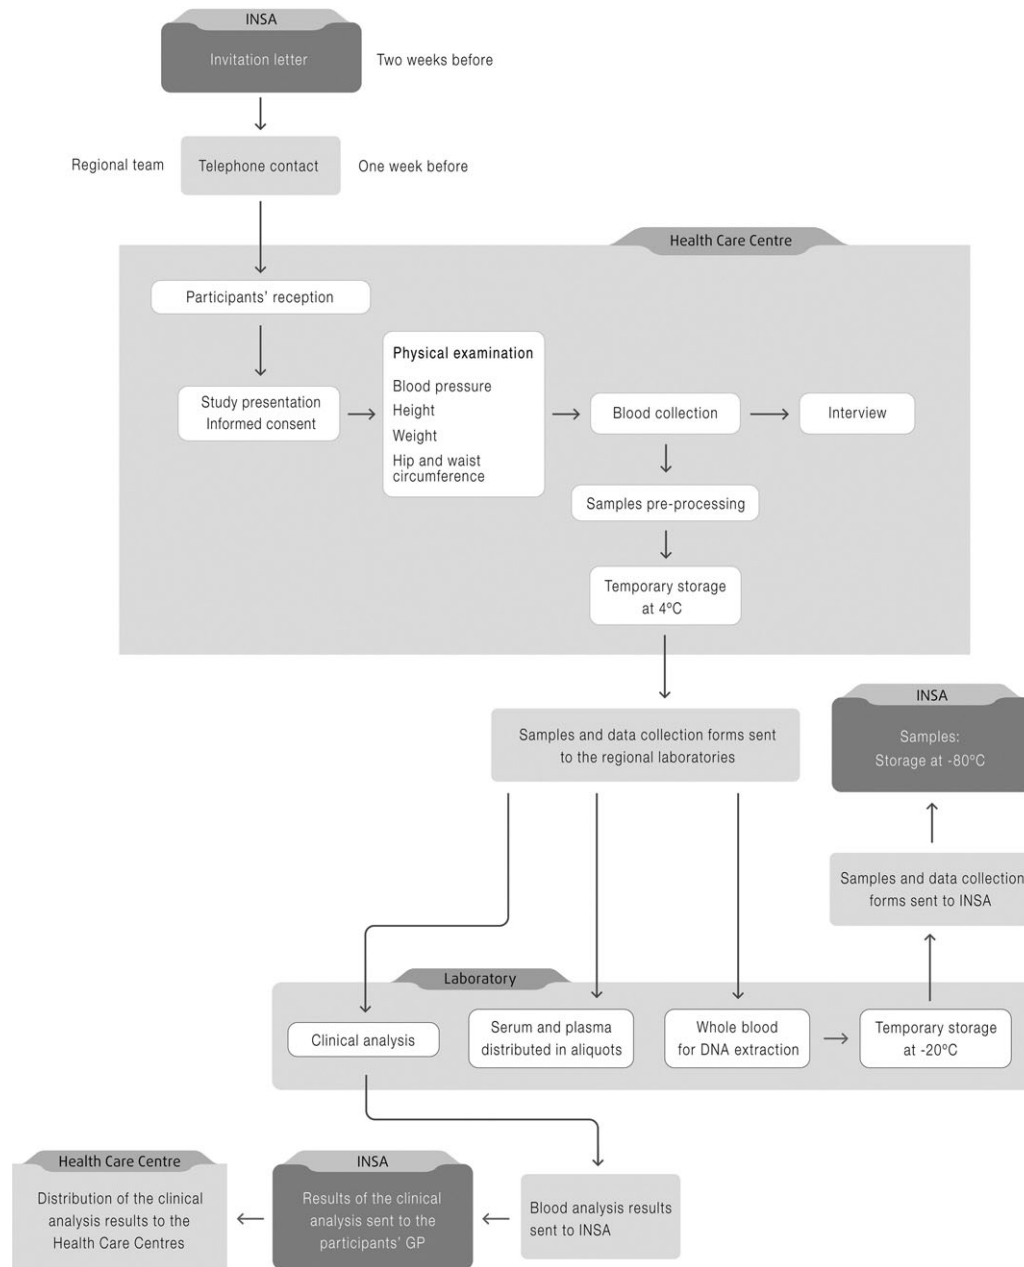 INSA
Invitation letter
Two weeks before
Regional team
Telephone contact
One week before
Health Care Centre
Participants’ reception
Physical examination
Blood pressure
Height
Weight
Hip and waist
circumference
Study presentation
Informed consent
Blood collection
Interview
Samples pre-processing
Temporary storage
at 4ºC
Samples and data collection forms sent
to the regional laboratories
INSA
Samples:
Storage at -80ºC
Samples and data collection
forms sent to INSA
Laboratory
Clinical analysis
Serum and plasma
distributed in aliquots
Whole blood
for DNA extraction
Temporary storage
at -20ºC
Health Care Centre
Distribution of the clinical
analysis results to the
Health Care Centres
INSA
Results of the clinical
analysis sent to the
participants’ GP
Blood analysis results
sent to INSA